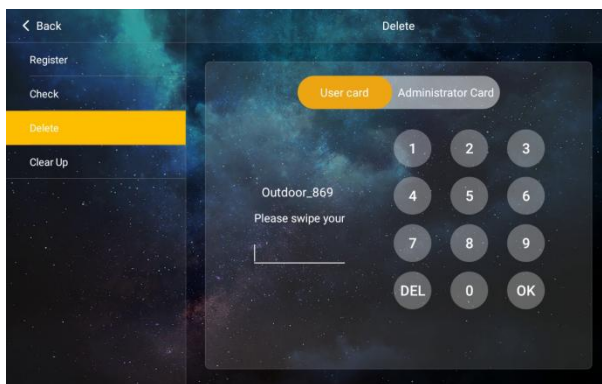 Back
Delete
Register
Check
Delete
Clear Up
User card
Administrator Card
Outdoor_869
Please swipe your
1 2 3
4 5 6
7 8 9
DEL 0 OK